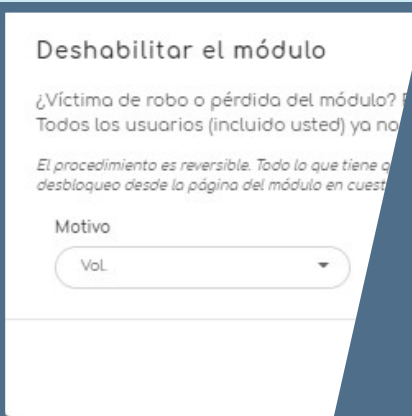 Deshabilitar el módulo
¿Víctima de robo o pérdida del módulo?
Todos los usuarios (incluido usted) ya no
El procedimiento es reversible. Todo lo que tiene
desbloqueo desde la página del módulo en
Motivo
Vol.